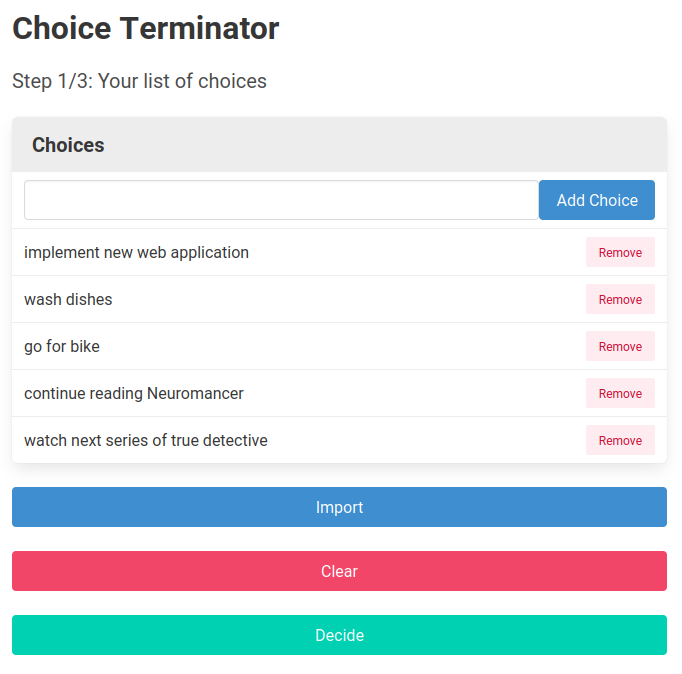 Choice Terminator
Step 1/3: Your list of choices
Choices
Add Choice
implement new web application Remove
wash dishes Remove
go for bike Remove
continue reading Neuromancer Remove
watch next series of true detective Remove
Import
Clear
Decide